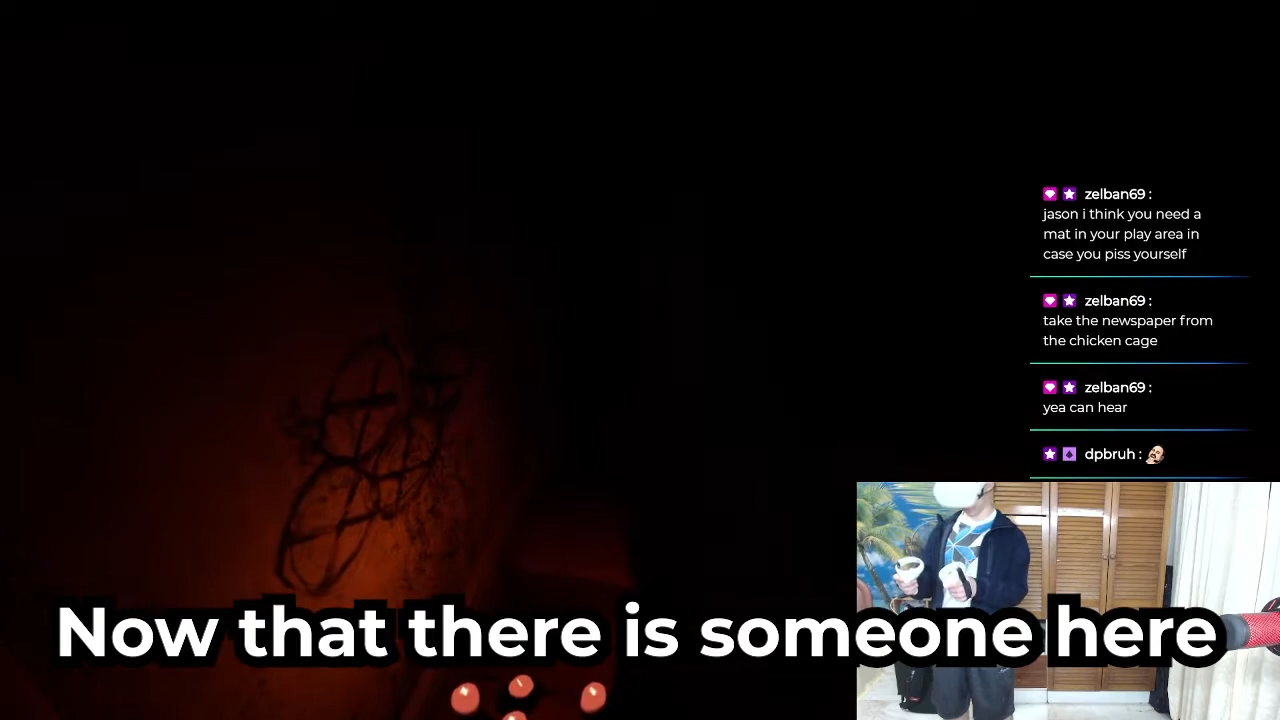 zelban69 :
jason i think you need a
mat in your play area in
case you piss yourself
zelban69 :
take the newspaper from
the chicken cage
zelban69 :
yea can hear
dpbruh :
Now that there is someone here